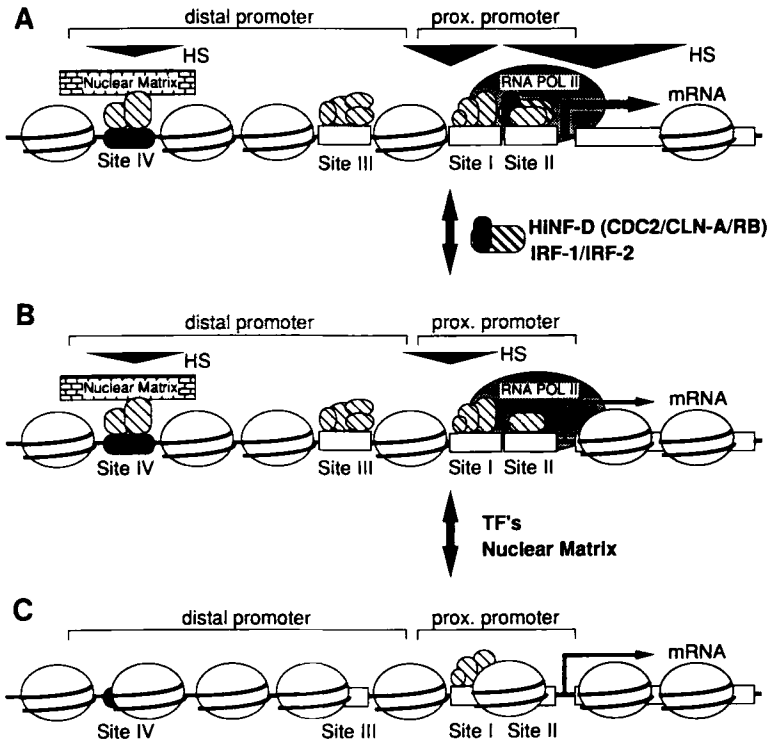 A
distal promoter
prox. promoter
HS
HS
Nuclear Matrix
RNA POL II
mRNA
Site IV
Site III
Site I
Site II
HiNF-D (CDC2/CLN-A/RB)
IRF-1/IRF-2
B
distal promoter
prox. promoter
HS
HS
Nuclear Matrix
RNA POL II
mRNA
Site IV
Site III
Site I
Site II
TF's
Nuclear Matrix
C
distal promoter
prox. promoter
mRNA
Site IV
Site III
Site I
Site II